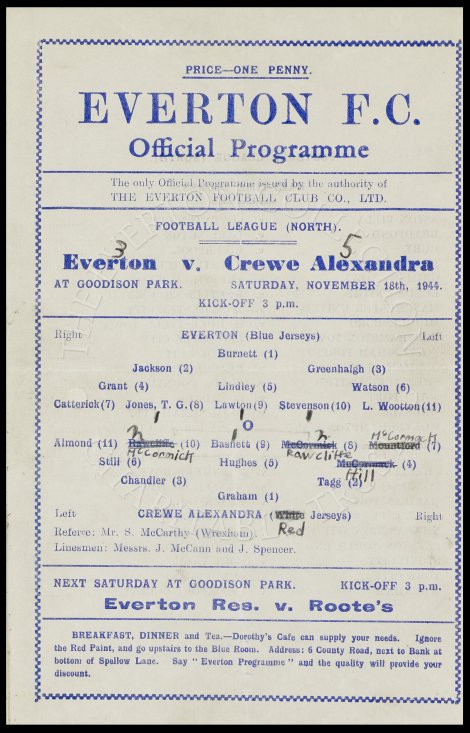 PRICE—ONE PENNY.
EVERTON F.C.
Official Programme
The only Official Programme issued by the authority of
THE EVERTON FOOTBALL CLUB CO., LTD.
FOOTBALL LEAGUE (NORTH).
3 5
Everton v. Crewe Alexandra
AT GOODISON PARK. SATURDAY, NOVEMBER 18th, 1944.
KICK-OFF 3 p.m.
Right EVERTON (Blue Jerseys) Left
Burnett (1)
Jackson (2) Greenhalgh (3)
Grant (4) Lindley (5) Watson (6)
Catterick (7) Jones, T. G. (8) Lawton (9) Stevenson (10) L. Wootton (11)
1 1
O
2 1 2 McCormack
Almond (11) Rawcliffe (10) Basnett (9) McCormick (8) Mountford (7)
McCormick Rawcliffe
Still (6) Hughes (5) McCormack (4)
Hill
Chandler (3) Tagg (2)
Graham (1)
Left CREWE ALEXANDRA (White Jerseys) Right
Red
Referee: Mr. S. McCarthy (Wrexham).
Linesmen: Messrs. J. McCann and J. Spencer.
NEXT SATURDAY AT GOODISON PARK. KICK-OFF 3 p.m.
Everton Res. v. Roote's
BREAKFAST, DINNER and Tea.—Dorothy's Cafe can supply your needs. Ignore
the Red Paint, and go upstairs to the Blue Room. Address: 6 County Road, next to Bank at
bottom of Spellow Lane. Say "Everton Programme" and the quality will provide your
discount.